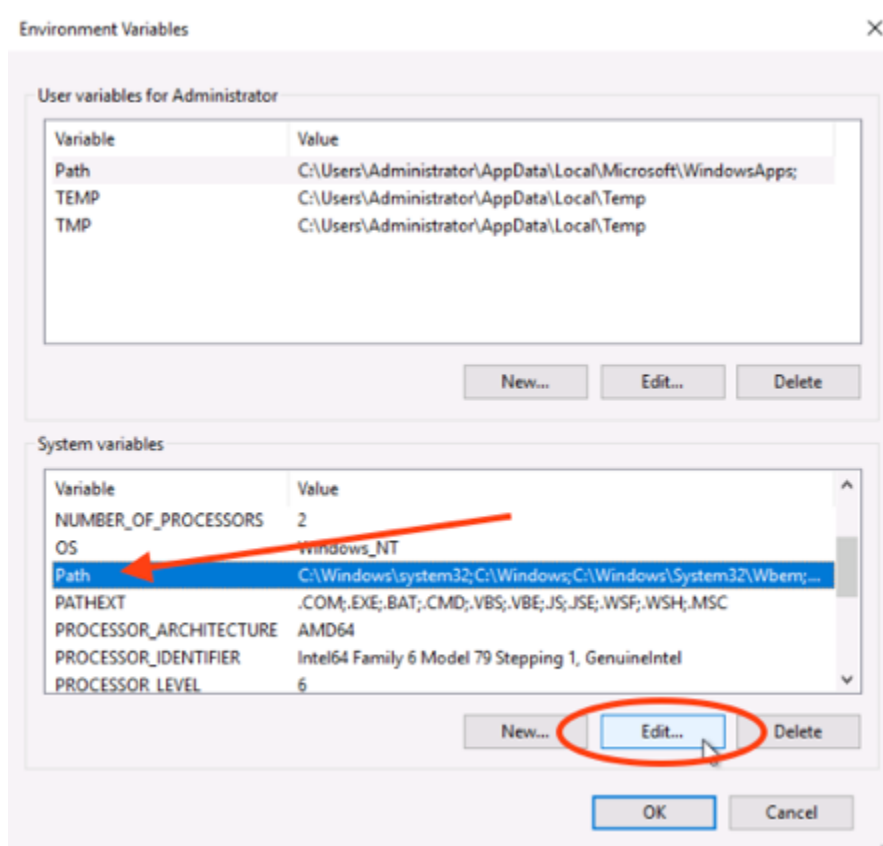 Environment Variables
User variables for Administrator
Variable Value
Path C:\Users\Administrator\AppData\Local\Microsoft\WindowsApps;
TEMP C:\Users\Administrator\AppData\Local\Temp
TMP C:\Users\Administrator\AppData\Local\Temp
New... Edit... Delete
System variables
Variable Value
NUMBER_OF_PROCESSORS 2
OS Windows_NT
Path C:\Windows\system32;C:\Windows;C:\Windows\System32\Wbem;...
PATHEXT .COM;.EXE;.BAT;.CMD;.VBS;.VBE;.JS;.JSE;.WSF;.WSH;.MSC
PROCESSOR_ARCHITECTURE AMD64
PROCESSOR_IDENTIFIER Intel64 Family 6 Model 79 Stepping 1, GenuineIntel
PROCESSOR_LEVEL 6
New... Edit... Delete
OK Cancel